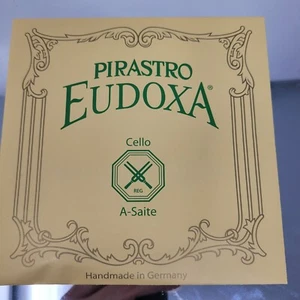 PIRASTRO
EUDOXA®
Cello
REG.
A-Saite
Handmade in Germany